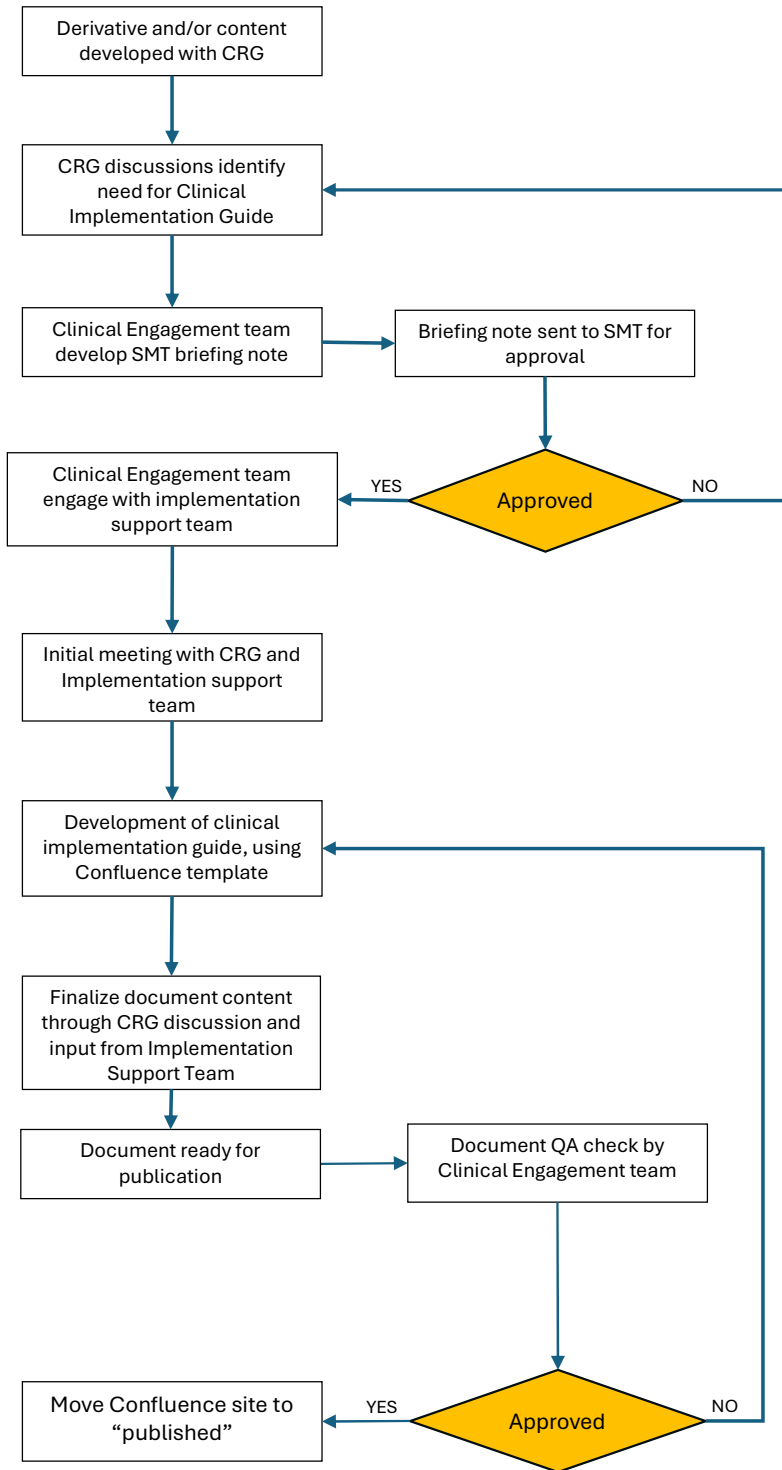 Derivative and/or content
developed with CRG
CRG discussions identify
need for Clinical
Implementation Guide
Clinical Engagement team
develop SMT briefing note
Briefing note sent to SMT for
approval
Clinical Engagement team
engage with implementation
support team
YES
Approved
NO
Initial meeting with CRG and
Implementation support
team
Development of clinical
implementation guide, using
Confluence template
Finalize document content
through CRG discussion and
input from Implementation
Support Team
Document ready for
publication
Document QA check by
Clinical Engagement team
Move Confluence site to
“published”
YES
Approved
NO